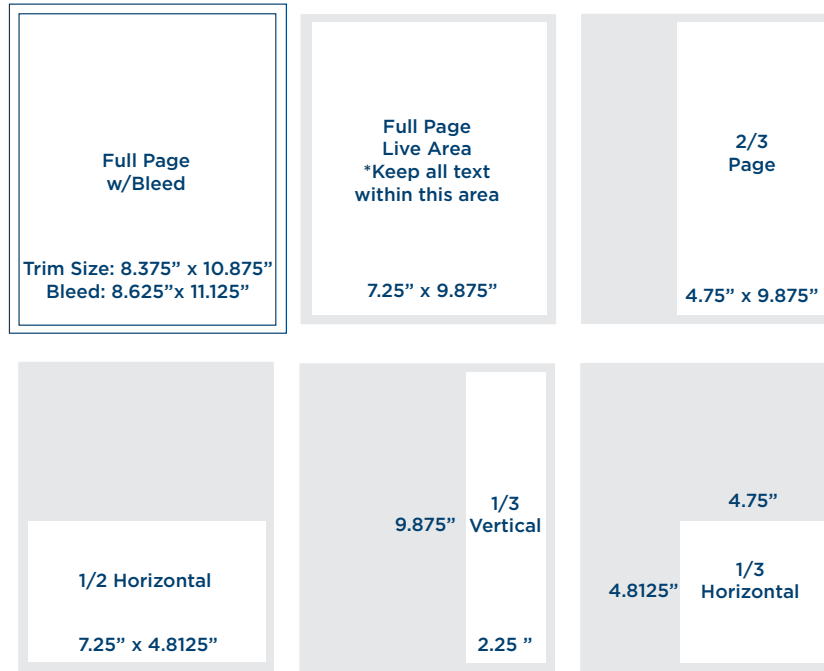 Full Page
w/Bleed
Trim Size: 8.375” x 10.875”
Bleed: 8.625”x 11.125”
Full Page
Live Area
*Keep all text
within this area
7.25” x 9.875”
2/3
Page
4.75” x 9.875”
1/2 Horizontal
7.25” x 4.8125”
9.875”
1/3
Vertical
2.25 ”
4.75”
4.8125”
1/3
Horizontal